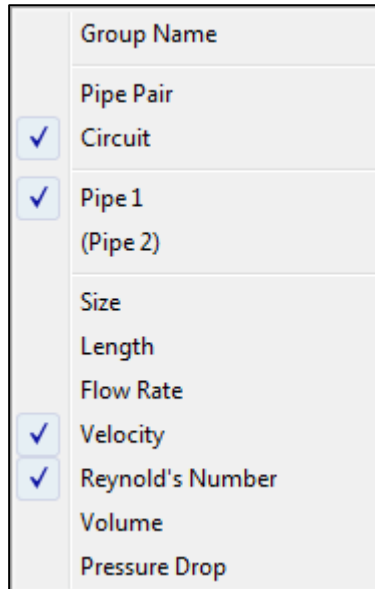 Group Name
Pipe Pair
Circuit
Pipe 1
(Pipe 2)
Size
Length
Flow Rate
Velocity
Reynold's Number
Volume
Pressure Drop